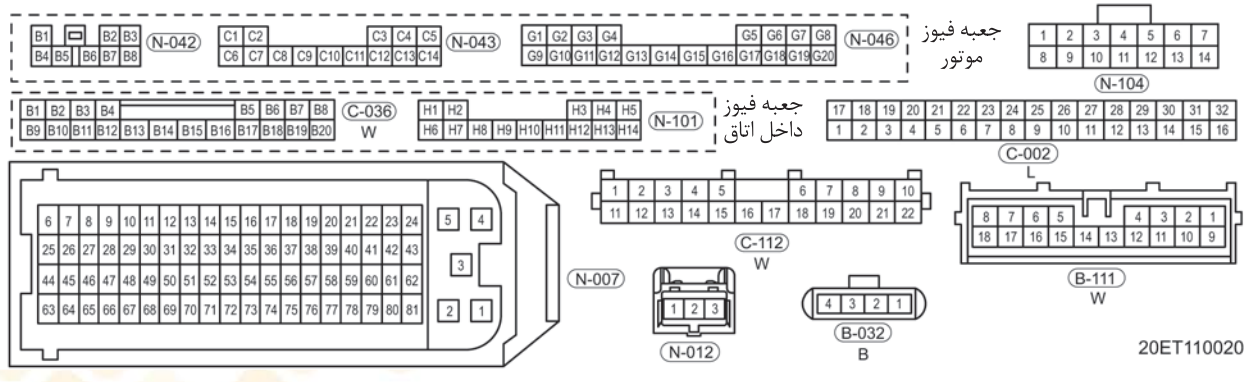 B1 B2 B3
B4 B5 B6 B7 B8
N-042
C1 C2 C3 C4 C5
C6 C7 C8 C9 C10 C11 C12 C13 C14
N-043
G1 G2 G3 G4 G5 G6 G7 G8
G9 G10 G11 G12 G13 G14 G15 G16 G17 G18 G19 G20
N-046
جعبه فیوز
موتور
1 2 3 4 5 6 7
8 9 10 11 12 13 14
N-104
B1 B2 B3 B4 B5 B6 B7 B8
B9 B10 B11 B12 B13 B14 B15 B16 B17 B18 B19 B20
C-036
W
H1 H2 H3 H4 H5
H6 H7 H8 H9 H10 H11 H12 H13 H14
N-101
جعبه فیوز
داخل اتاق
17 18 19 20 21 22 23 24 25 26 27 28 29 30 31 32
1 2 3 4 5 6 7 8 9 10 11 12 13 14 15 16
C-002
L
6 7 8 9 10 11 12 13 14 15 16 17 18 19 20 21 22 23 24
25 26 27 28 29 30 31 32 33 34 35 36 37 38 39 40 41 42 43
44 45 46 47 48 49 50 51 52 53 54 55 56 57 58 59 60 61 62
63 64 65 66 67 68 69 70 71 72 73 74 75 76 77 78 79 80 81
5 4
3
2 1
N-007
1 2 3 4 5 6 7 8 9 10
11 12 13 14 15 16 17 18 19 20 21 22
C-112
W
8 7 6 5 4 3 2 1
18 17 16 15 14 13 12 11 10 9
B-111
W
1 2 3
N-012
4 3 2 1
B-032
B
20ET110020